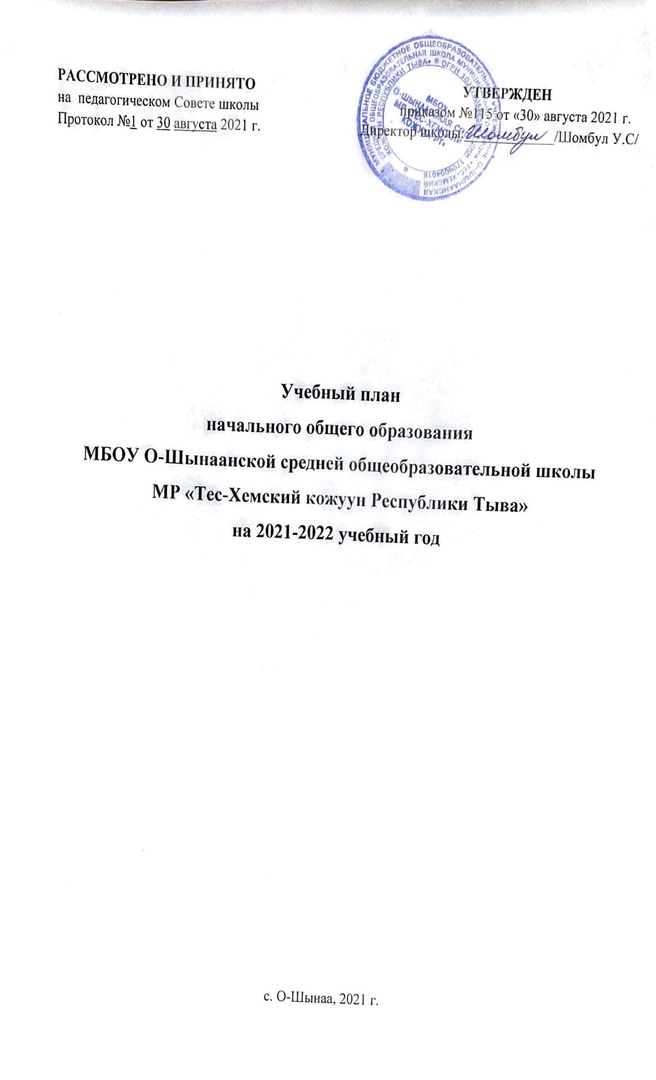 РАССМОТРЕНО И ПРИНЯТО
на педагогическом Совете школы
Протокол №1 от 30 августа 2021 г.
УТВЕРЖДЕН
приказом №115 от «30» августа 2021 г.
Директор школы: Шомбул /Шомбул У.С/
Учебный план
начального общего образования
МБОУ О-Шынаанской средней общеобразовательной школы
МР «Тес-Хемский кожуун Республики Тыва»
на 2021-2022 учебный год
с. О-Шынаа, 2021 г.